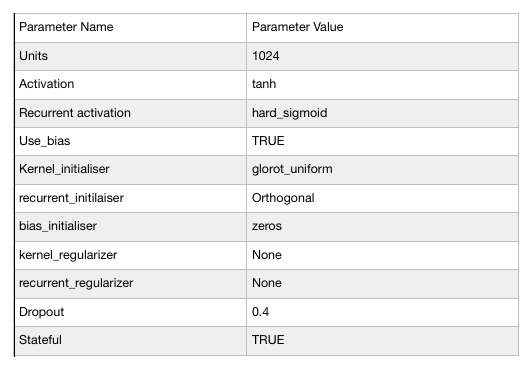 Parameter Name Parameter Value
Units 1024
Activation tanh
Recurrent activation hard_sigmoid
Use_bias TRUE
Kernel_initialiser glorot_uniform
recurrent_initilaiser Orthogonal
bias_initialiser zeros
kernel_regularizer None
recurrent_regularizer None
Dropout 0.4
Stateful TRUE